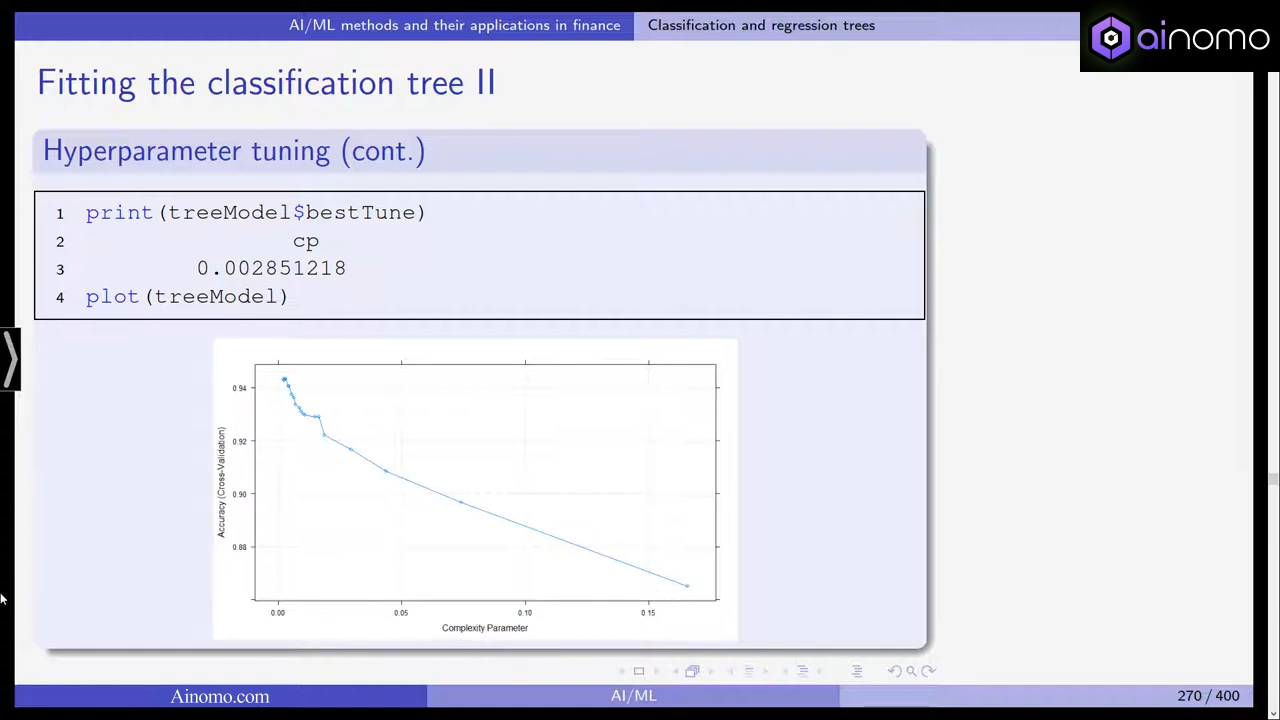 AI/ML methods and their applications in finance Classification and regression trees
ainomo
Fitting the classification tree II
Hyperparameter tuning (cont.)
1 print(treeModel$bestTune)
2 cp
3 0.002851218
4 plot(treeModel)
0.94
0.92
0.90
0.88
Accuracy (Cross-Validation)
0.00 0.05 0.10 0.15
Complexity Parameter
Ainomo.com AI/ML 270 / 400